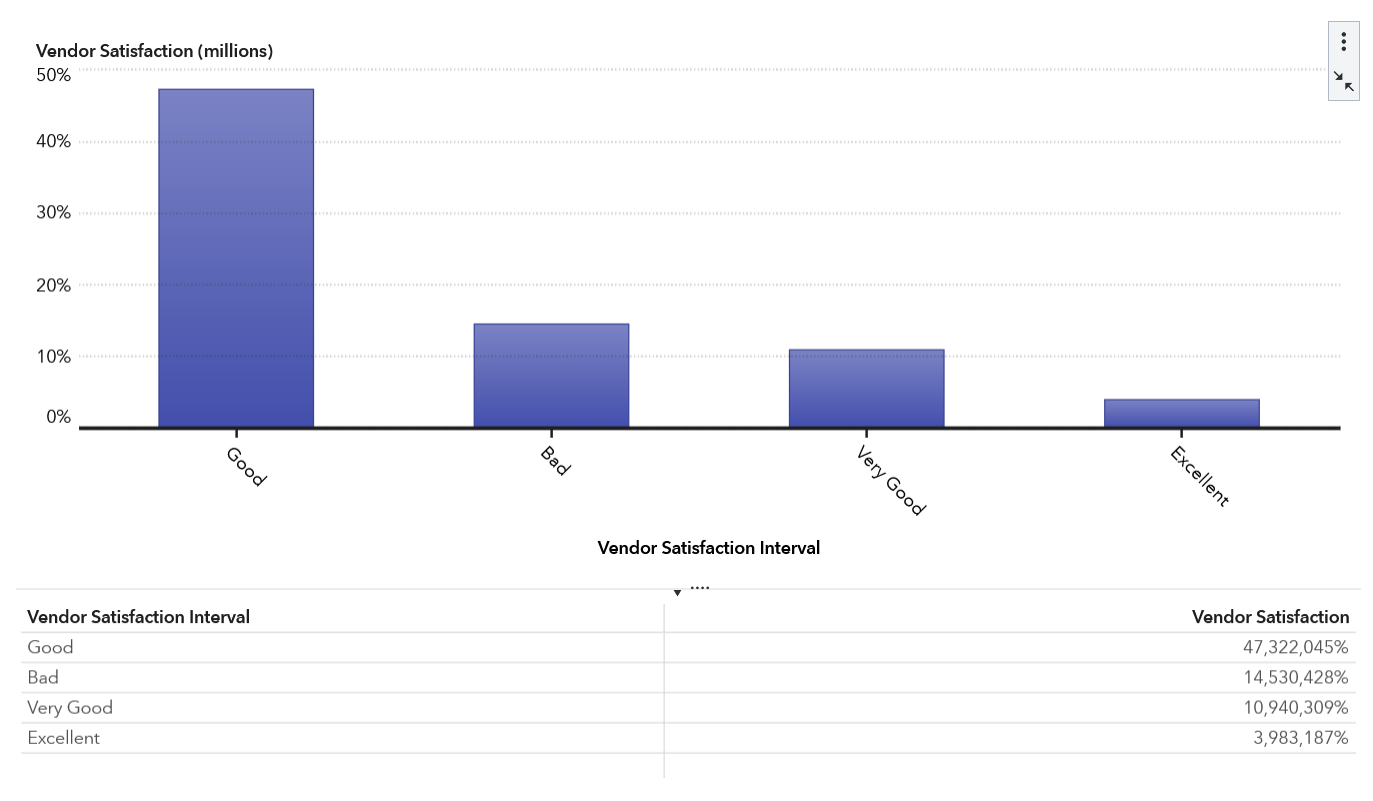 Vendor Satisfaction (millions)
50%
40%
30%
20%
10%
0%
Good
Bad
Very Good
Excellent
Vendor Satisfaction Interval
Vendor Satisfaction Interval Vendor Satisfaction
Good 47,322,045%
Bad 14,530,428%
Very Good 10,940,309%
Excellent 3,983,187%